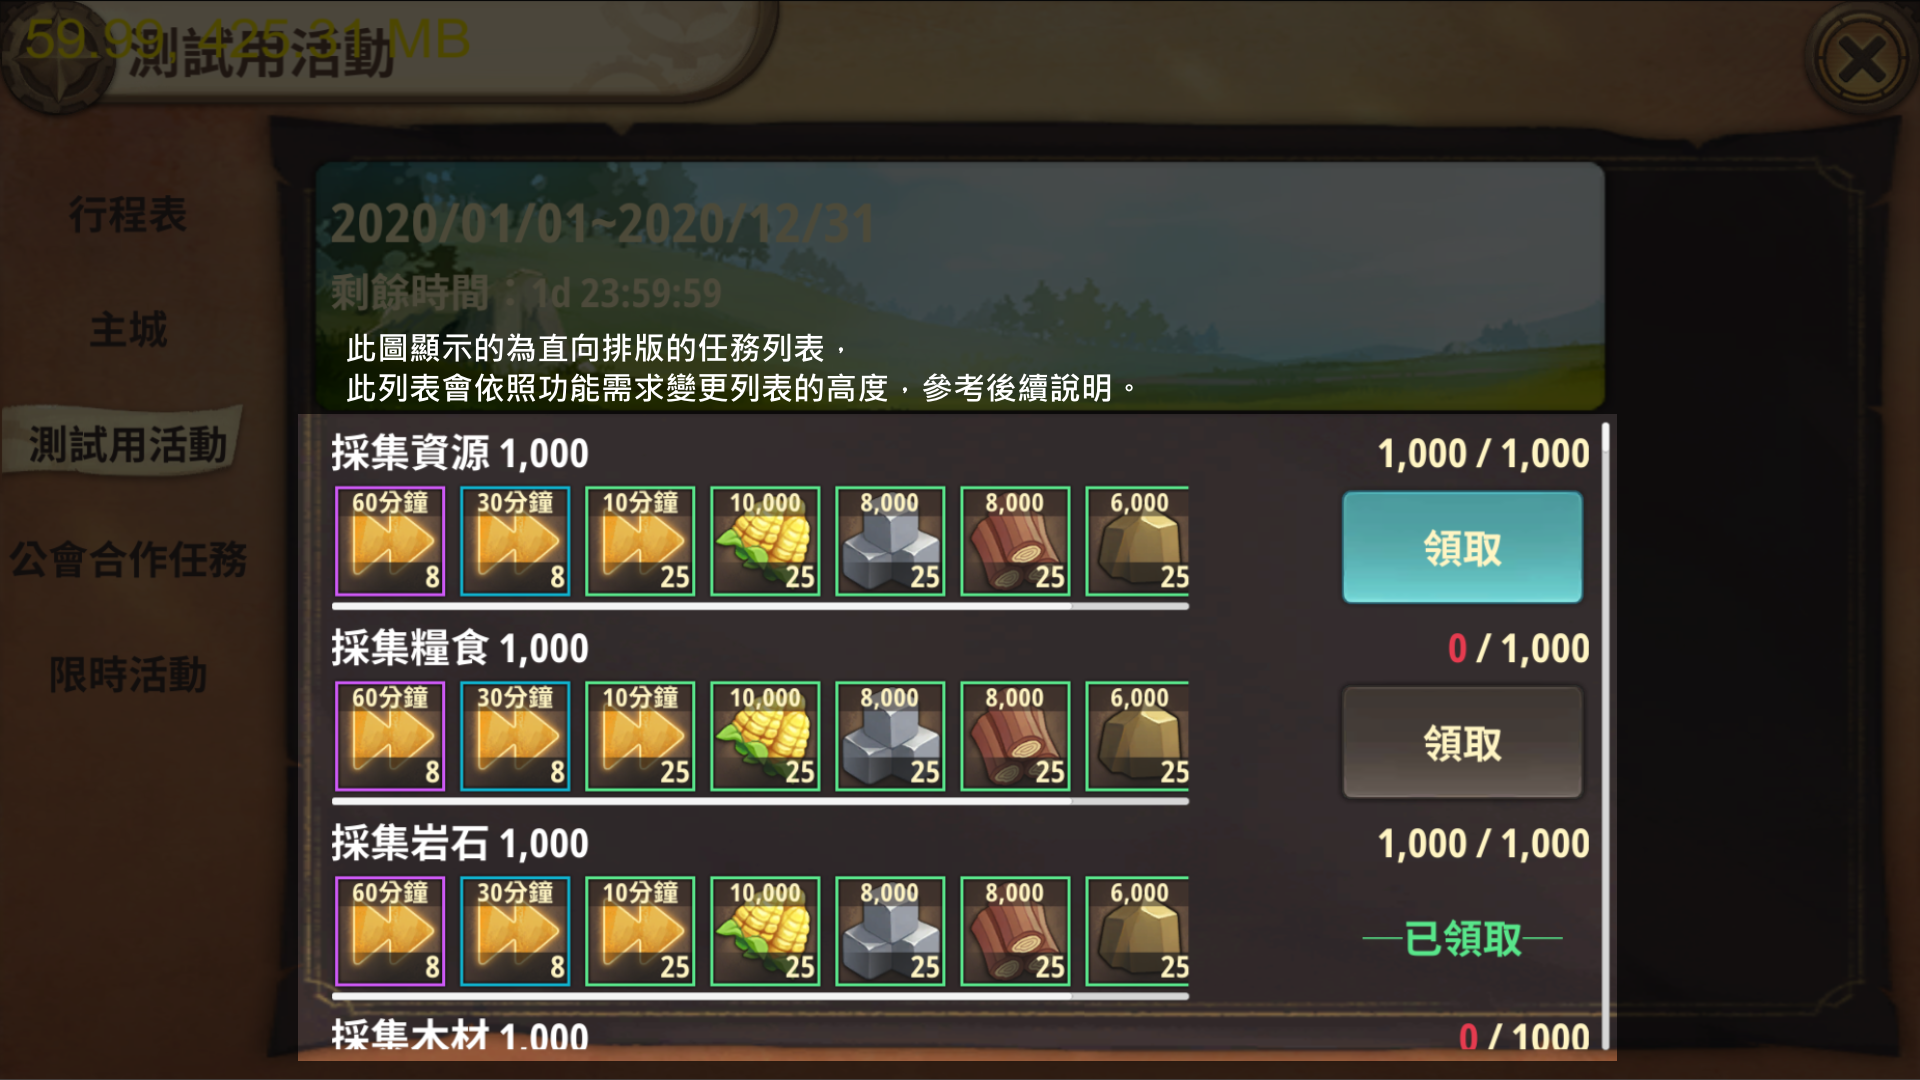 59.99, 425.31 MB
測試用活動
行程表
主城
測試用活動
公會合作任務
限時活動
2020/01/01~2020/12/31
剩餘時間：1d 23:59:59
此圖顯示的為直向排版的任務列表，
此列表會依照功能需求變更列表的高度，參考後續說明。
採集資源 1,000
1,000 / 1,000
60分鐘 30分鐘 10分鐘 10,000 8,000 8,000 6,000
8 8 25 25 25 25 25
領取
採集糧食 1,000
0 / 1,000
60分鐘 30分鐘 10分鐘 10,000 8,000 8,000 6,000
8 8 25 25 25 25 25
領取
採集岩石 1,000
1,000 / 1,000
60分鐘 30分鐘 10分鐘 10,000 8,000 8,000 6,000
8 8 25 25 25 25 25
已領取
採集木材 1,000
0 / 1000